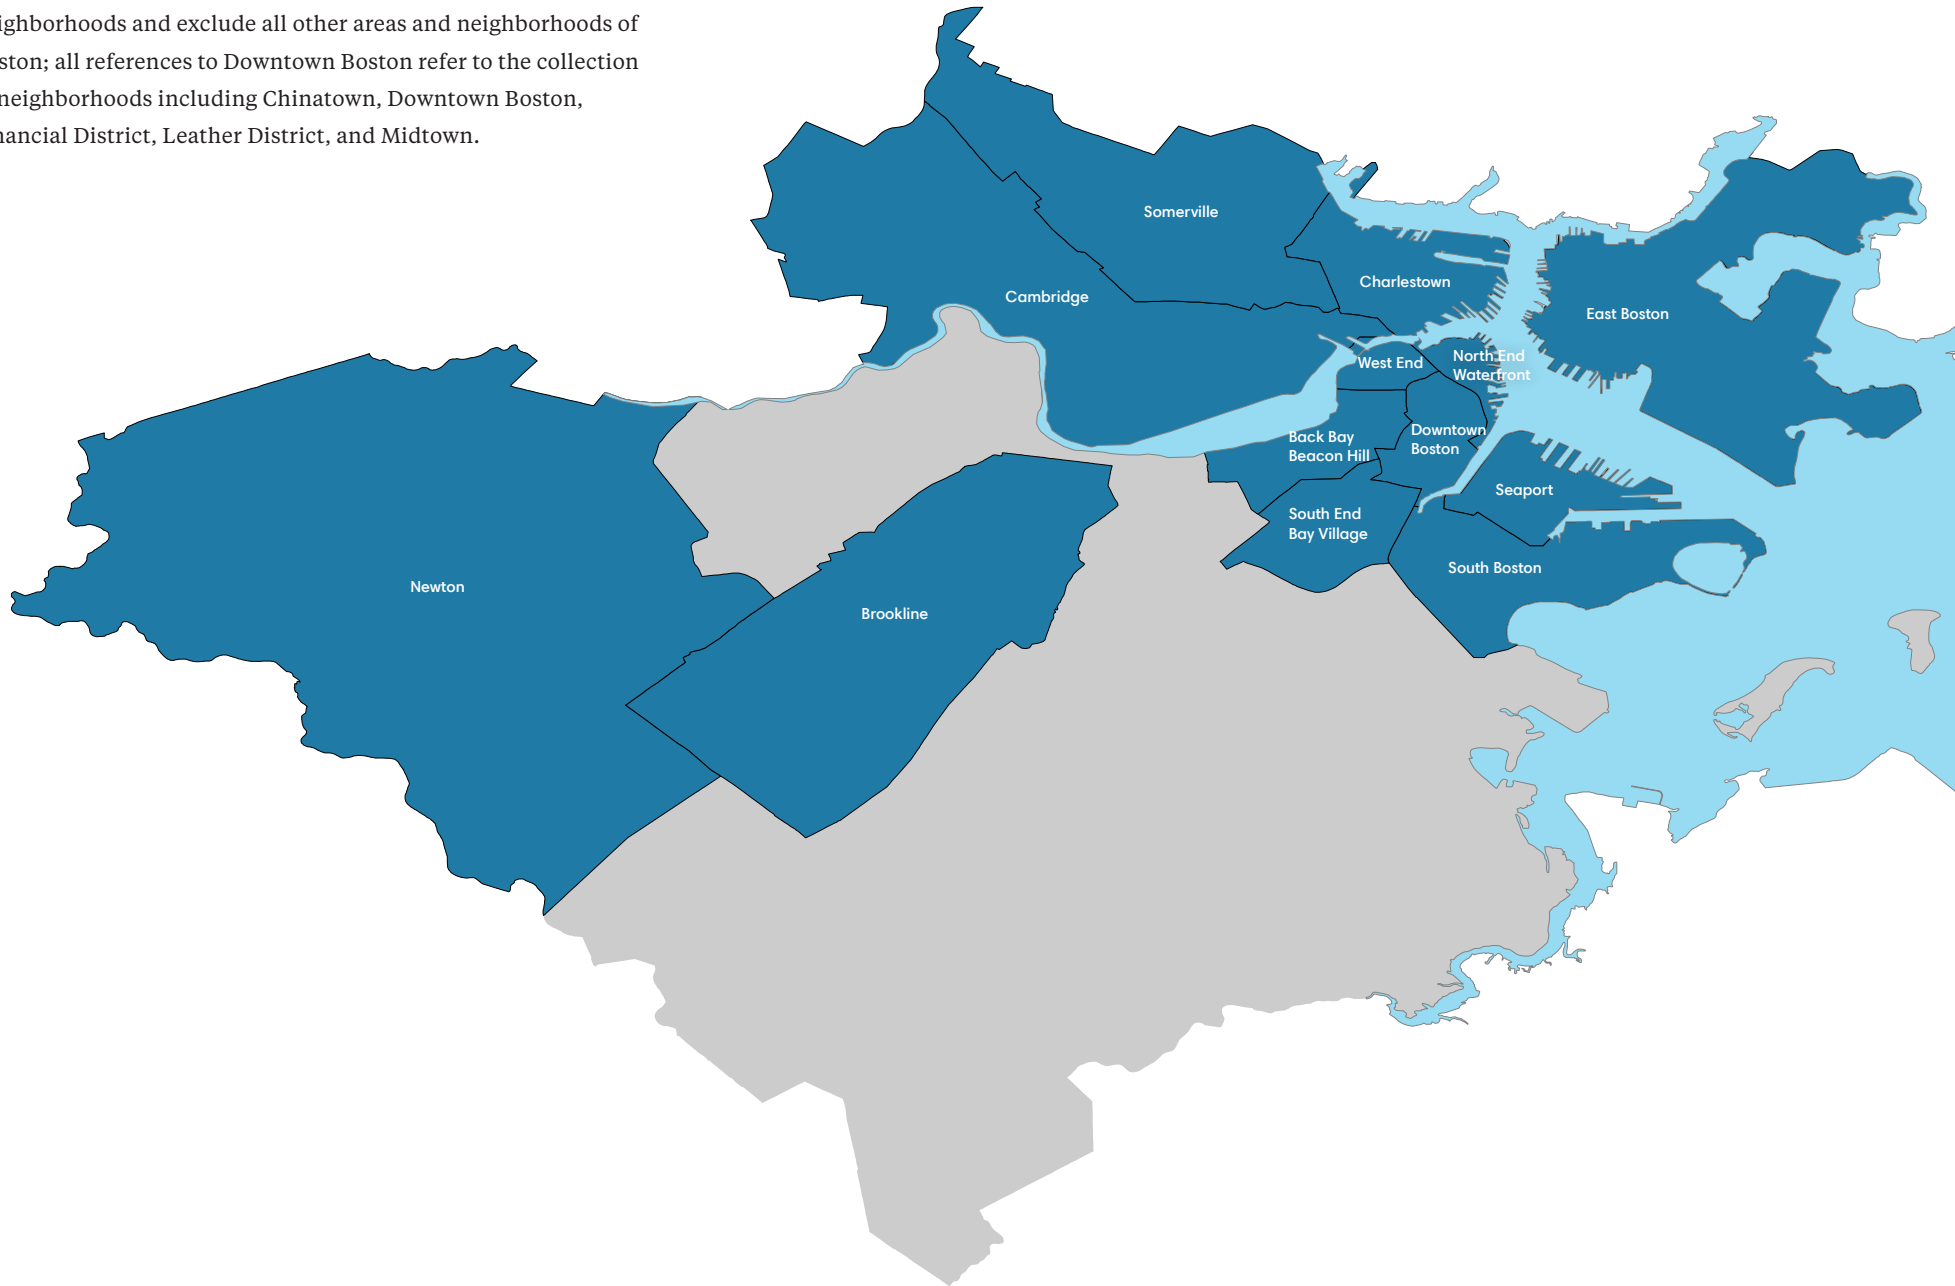 ighborhoods and exclude all other areas and neighborhoods of
ston; all references to Downtown Boston refer to the collection
neighborhoods including Chinatown, Downtown Boston,
nancial District, Leather District, and Midtown.
Somerville
Charlestown
Cambridge
East Boston
West End
North End
Waterfront
Back Bay
Beacon Hill
Downtown
Boston
Seaport
South End
Bay Village
South Boston
Newton
Brookline